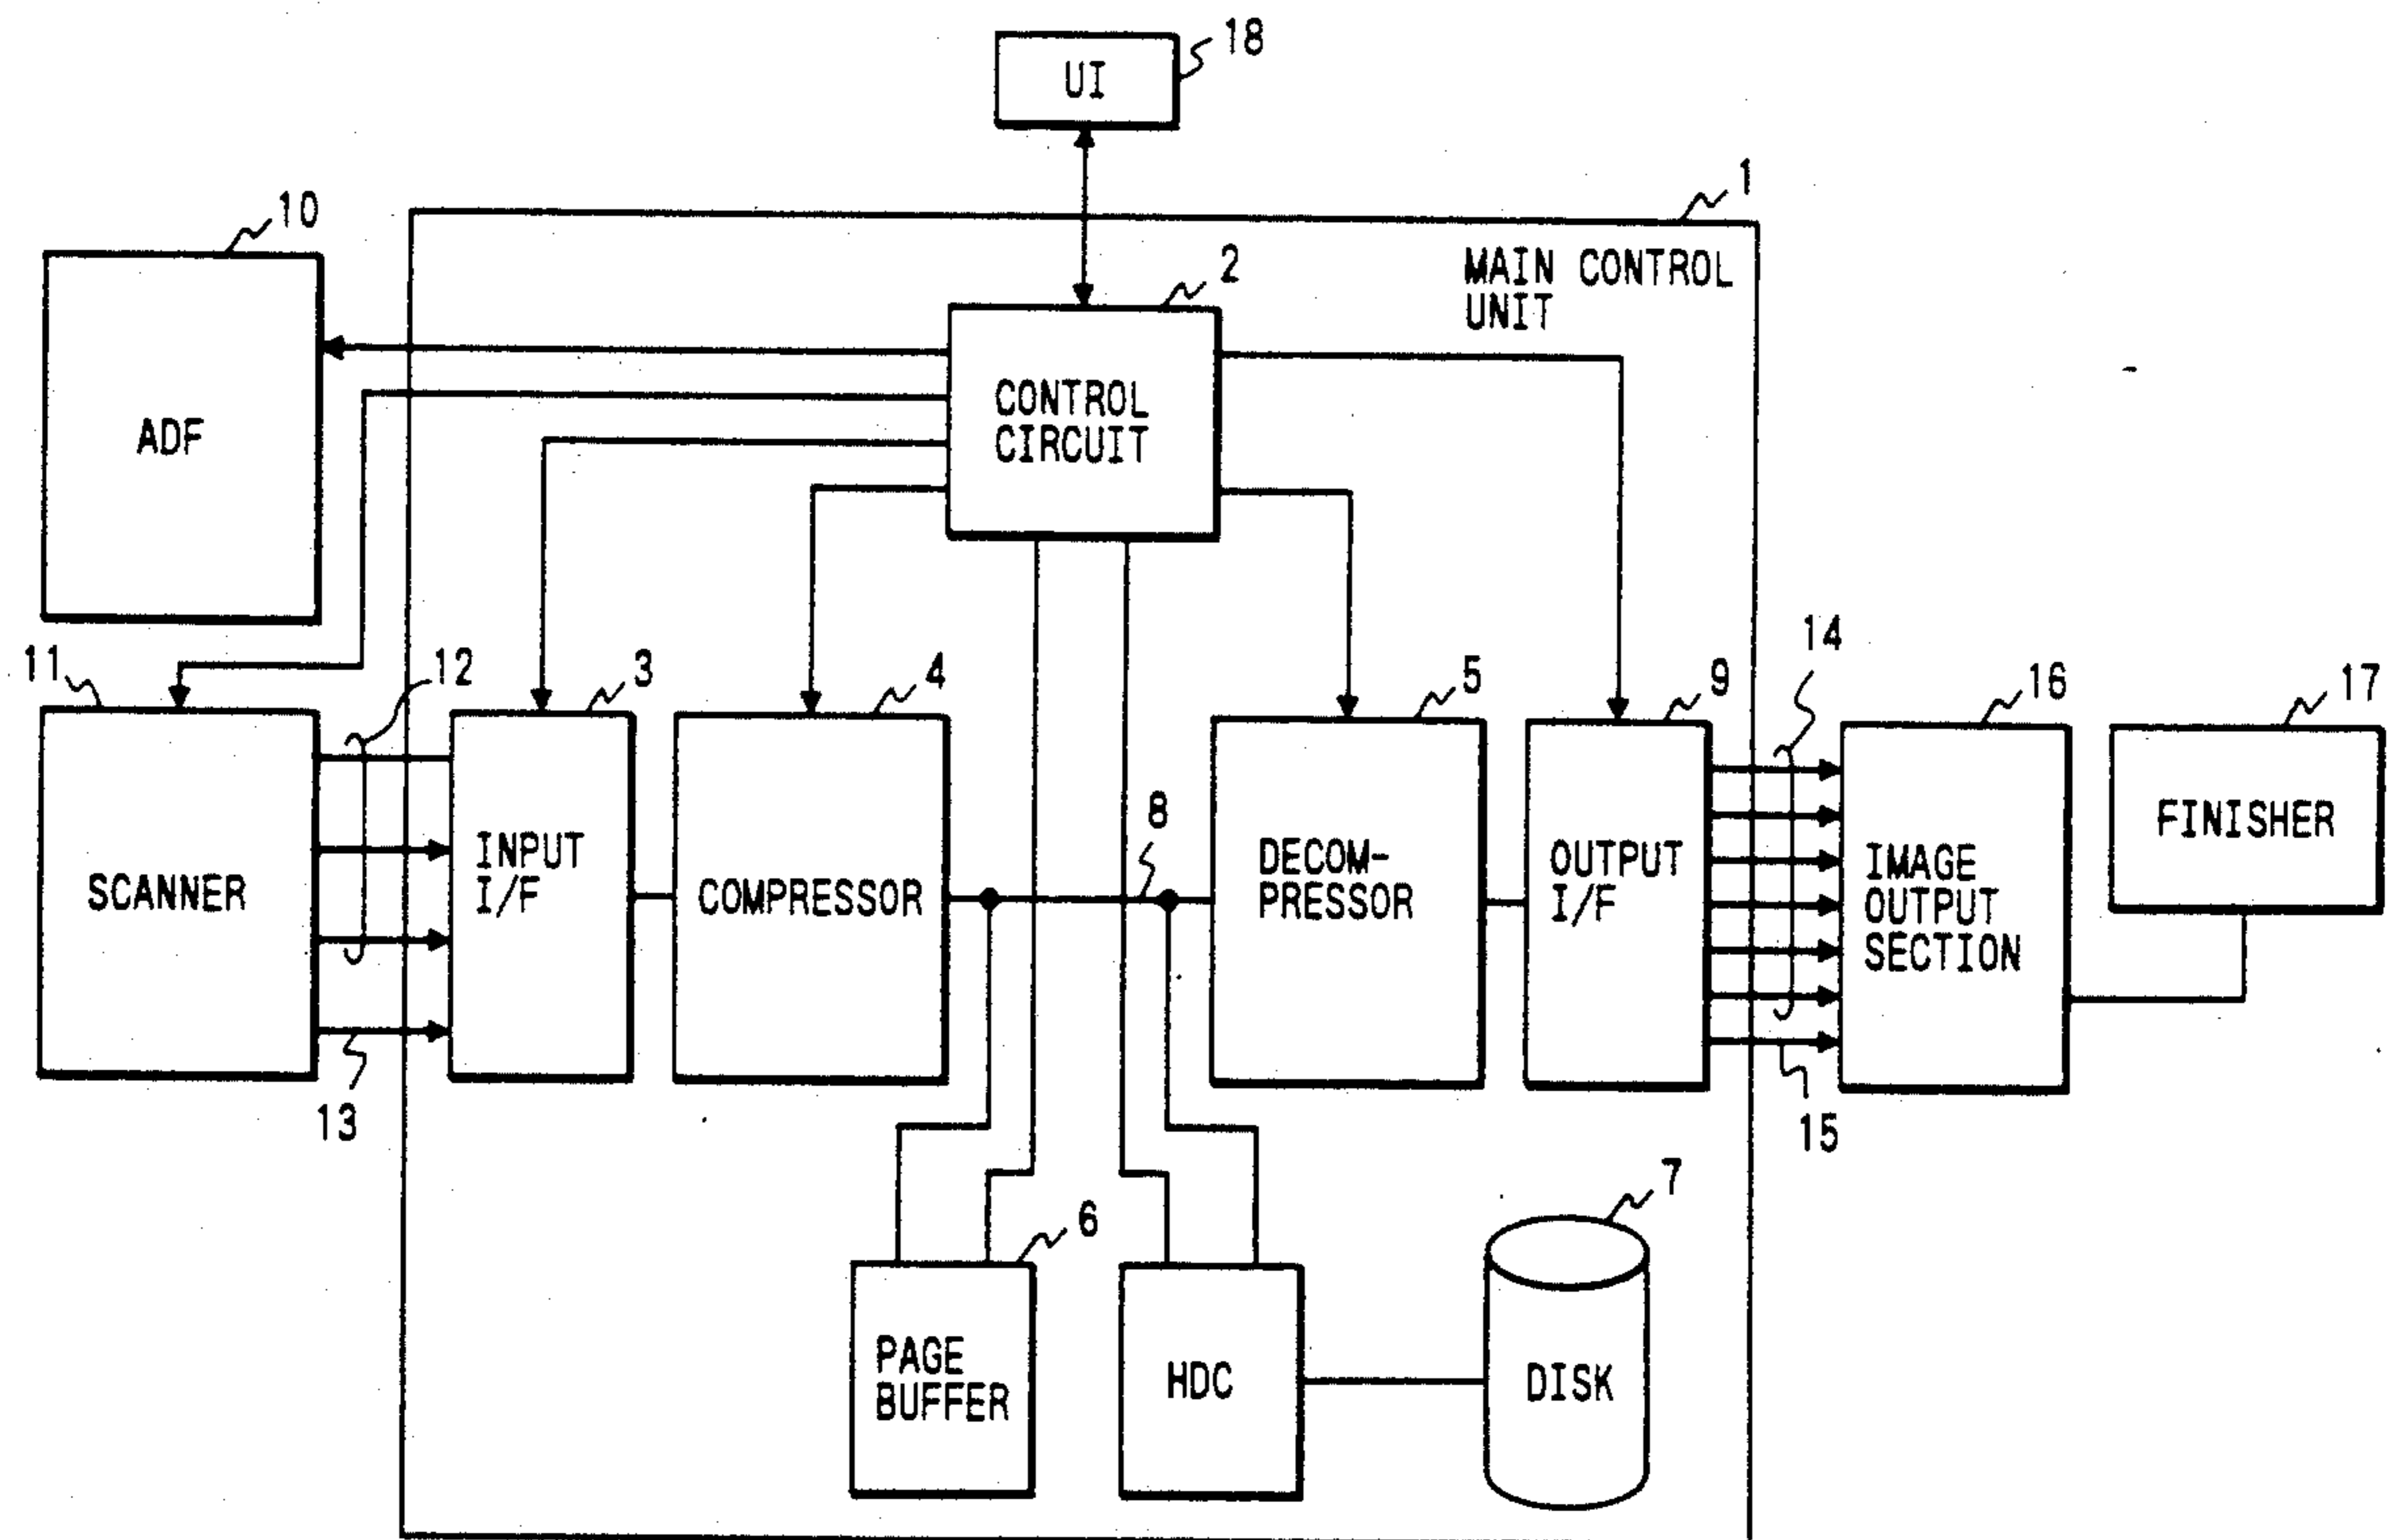 18
UI
1
10
2
MAIN CONTROL
UNIT
ADF
CONTROL
CIRCUIT
11
12
3
4
5
9
14
16
17
SCANNER
INPUT
I/F
COMPRESSOR
8
DECOM-
PRESSOR
OUTPUT
I/F
IMAGE
OUTPUT
SECTION
FINISHER
13
15
6
7
PAGE
BUFFER
HDC
DISK